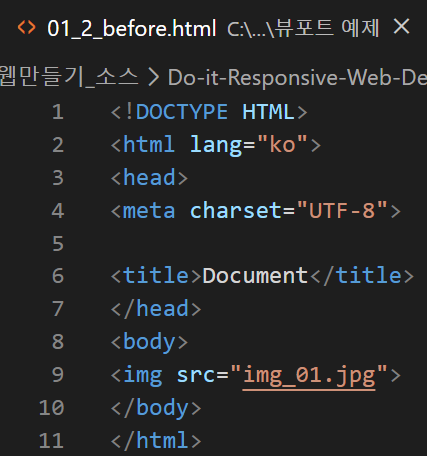 <> 01_2_before.html C:\...\뷰포트 예제 ×
웹만들기_소스 > Do-it-Responsive-Web-De
1 <!DOCTYPE HTML>
2 <html lang="ko">
3 <head>
4 <meta charset="UTF-8">
5
6 <title>Document</title>
7 </head>
8 <body>
9 <img src="img_01.jpg">
10 </body>
11 </html>